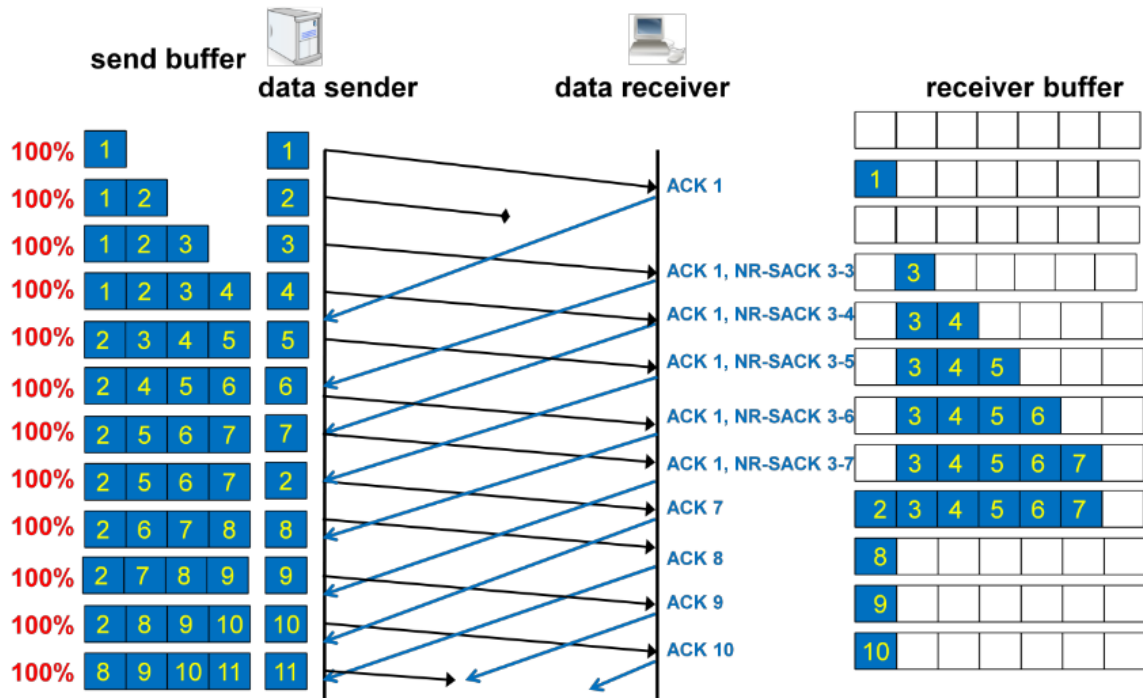 send buffer
data sender
data receiver
receiver buffer
100% 1 1
ACK 1
1
100% 1 2 2
100% 1 2 3 3
ACK 1, NR-SACK 3-3 3
100% 1 2 3 4 4
ACK 1, NR-SACK 3-4 3 4
100% 2 3 4 5 5
ACK 1, NR-SACK 3-5 3 4 5
100% 2 4 5 6 6
ACK 1, NR-SACK 3-6 3 4 5 6
100% 2 5 6 7 7
ACK 1, NR-SACK 3-7 3 4 5 6 7
100% 2 5 6 7 2
ACK 7 2 3 4 5 6 7
100% 2 6 7 8 8
ACK 8 8
100% 2 7 8 9 9
ACK 9 9
100% 2 8 9 10 10
ACK 10 10
100% 8 9 10 11 11